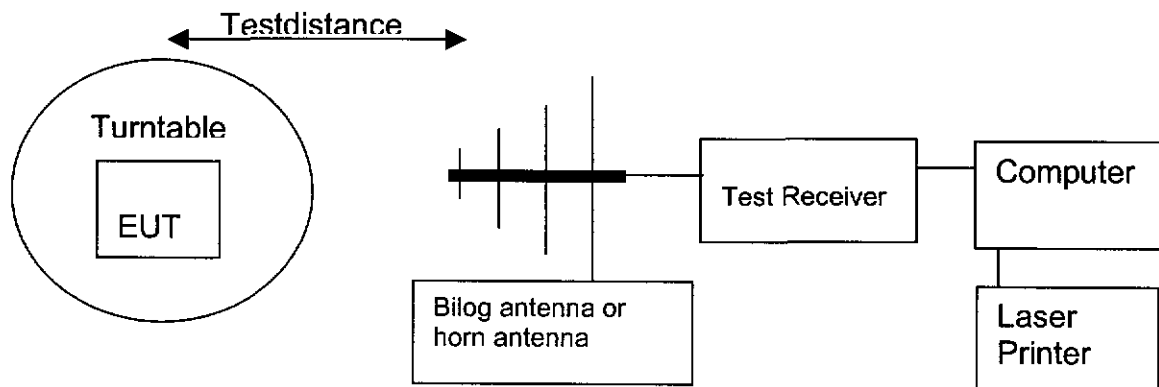 Testdistance
Turntable
EUT
Test Receiver
Computer
Bilog antenna or
horn antenna
Laser
Printer